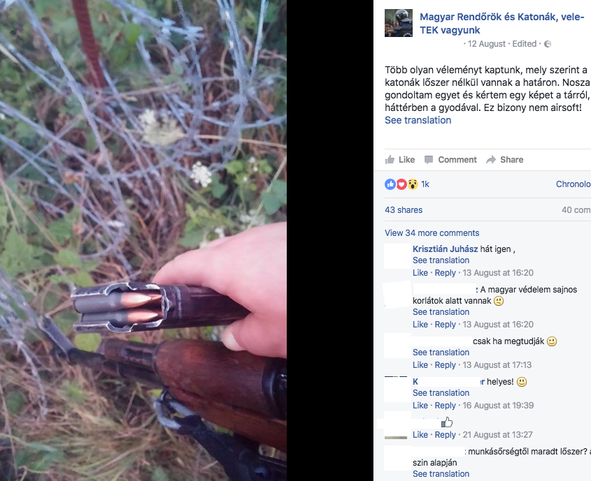 Magyar Rendőrök és Katonák, vele-
TEK vagyunk
· 12 August · Edited ·
Több olyan véleményt kaptunk, mely szerint a
katonák lőszer nélkül vannak a határon. Nosza
gondoltam egyet és kértem egy képet a tárról,
háttérben a gyodával. Ez bizony nem airsoft!
See translation
Like Comment Share
1k Chronolo
43 shares 40 com
View 34 more comments
Krisztián Juhász hát igen ,
See translation
Like · Reply · 13 August at 16:20
: A magyar védelem sajnos
korlátok alatt vannak
See translation
Like · Reply · 13 August at 16:20
csak ha megtudják
See translation
Like · Reply · 13 August at 17:13
K r helyes!
See translation
Like · Reply · 16 August at 19:39
Like · Reply · 21 August at 13:27
: munkásőrségtől maradt lőszer? a
szin alapján
See translation